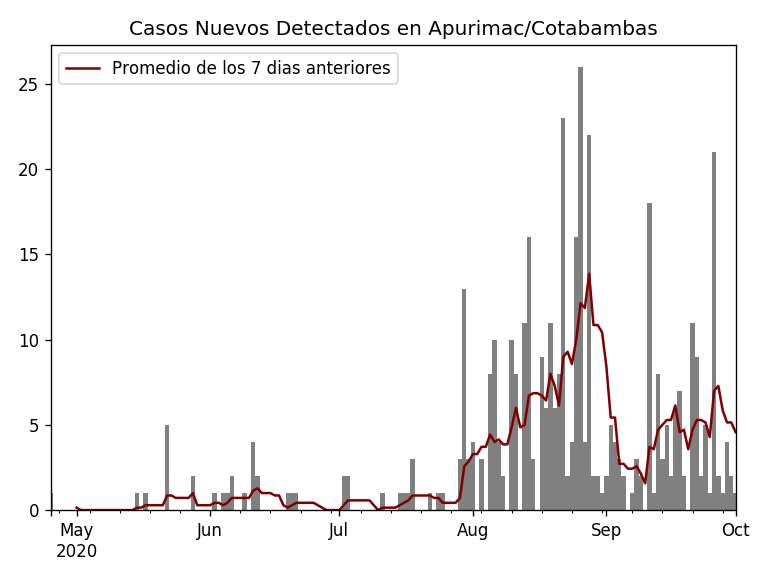 Casos Nuevos Detectados en Apurimac/Cotabambas
Promedio de los 7 dias anteriores
25
20
15
10
5
0
May Jun Jul Aug Sep Oct
2020